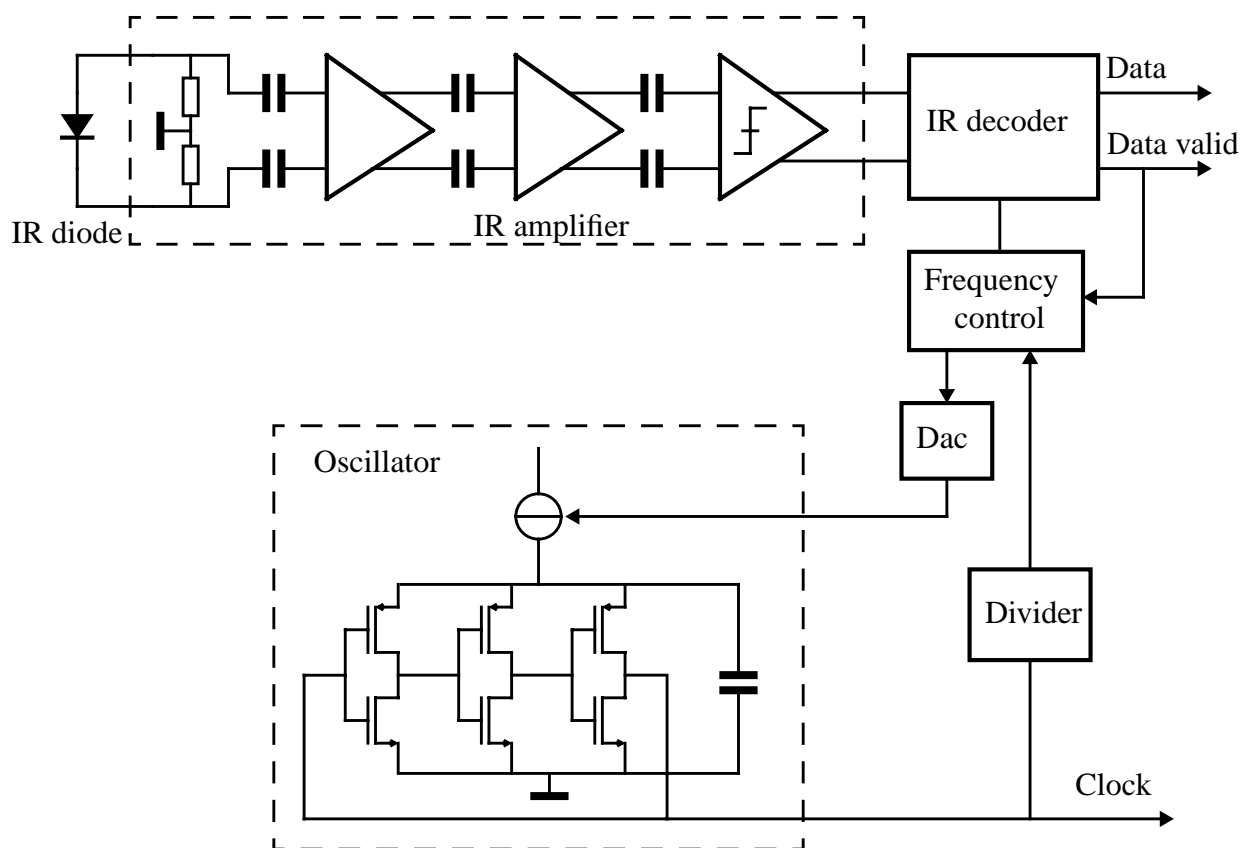 Data
IR decoder
Data valid
IR diode
IR amplifier
Frequency
control
Dac
Oscillator
Divider
Clock